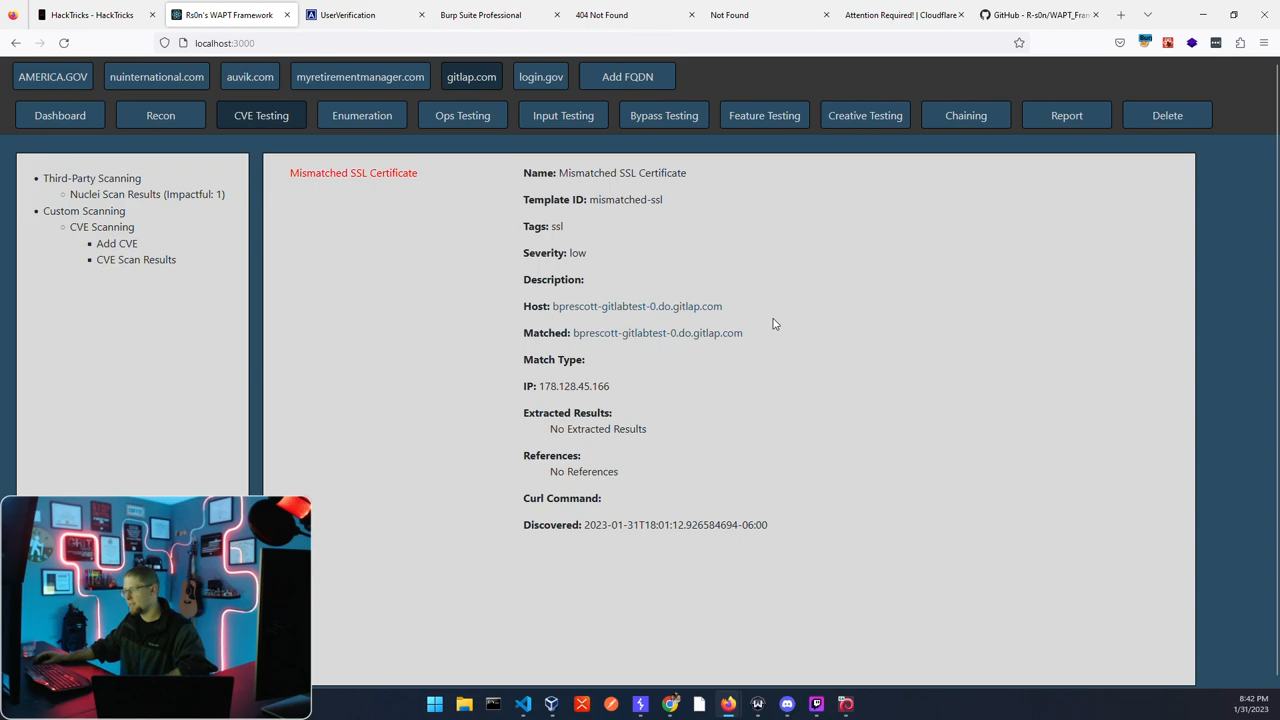 HackTricks - HackTricks
Rs0n's WAPT Framework
UserVerification
Burp Suite Professional
404 Not Found
Not Found
Attention Required! | Cloudflare
GitHub - R-s0n/WAPT_Fram
localhost:3000
AMERICA.GOV
nuinternational.com
auvik.com
myretirementmanager.com
gitlap.com
login.gov
Add FQDN
Dashboard
Recon
CVE Testing
Enumeration
Ops Testing
Input Testing
Bypass Testing
Feature Testing
Creative Testing
Chaining
Report
Delete
Third-Party Scanning
Nuclei Scan Results (Impactful: 1)
Custom Scanning
CVE Scanning
Add CVE
CVE Scan Results
Mismatched SSL Certificate
Name: Mismatched SSL Certificate
Template ID: mismatched-ssl
Tags: ssl
Severity: low
Description:
Host: bprescott-gitlabtest-0.do.gitlap.com
Matched: bprescott-gitlabtest-0.do.gitlap.com
Match Type:
IP: 178.128.45.166
Extracted Results:
No Extracted Results
References:
No References
Curl Command:
Discovered: 2023-01-31T18:01:12.926584694-06:00
8:42 PM
1/31/2023